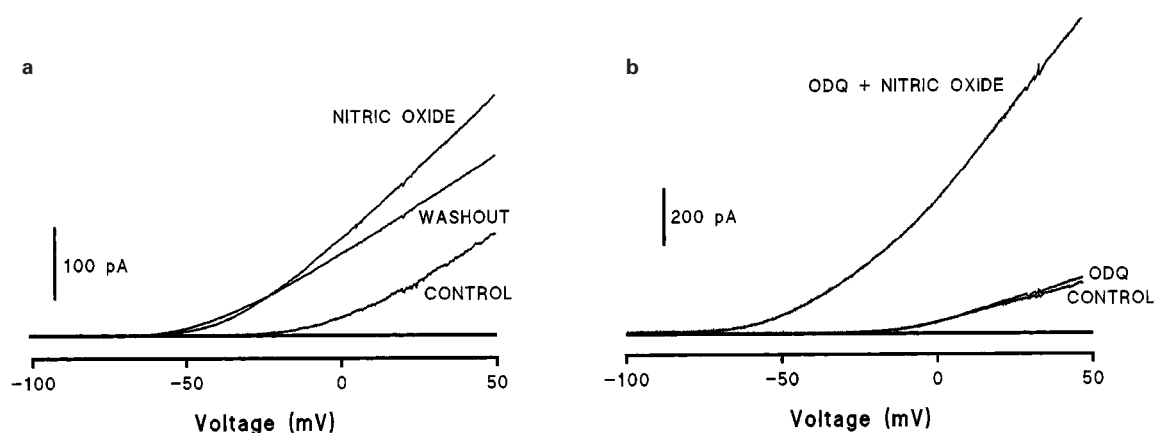 a
NITRIC OXIDE
WASHOUT
100 pA
CONTROL
-100
-50
0
50
Voltage (mV)
b
ODQ + NITRIC OXIDE
200 pA
ODQ
CONTROL
-100
-50
0
50
Voltage (mV)